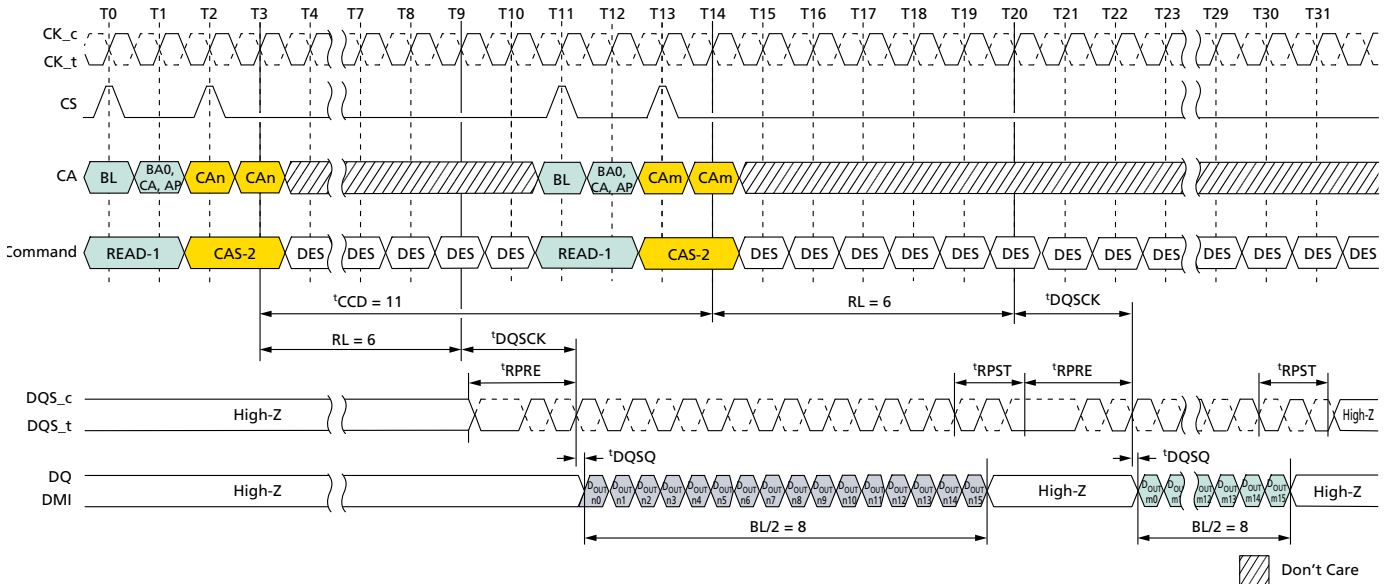 T0 T1 T2 T3 T4 T7 T8 T9 T10 T11 T12 T13 T14 T15 T16 T17 T18 T19 T20 T21 T22 T23 T29 T30 T31
CK_c
CK_t
CS
CA BL BA0, CA, AP CAn CAn BL BA0, CA, AP CAm CAm
Command READ-1 CAS-2 DES DES DES DES DES READ-1 CAS-2 DES DES DES DES DES DES DES DES DES DES DES DES DES
tCCD = 11 RL = 6 tDQSCK
RL = 6 tDQSCK
tRPRE tRPST tRPRE tRPST
DQS_c
High-Z High-Z
DQS_t
tDQSQ tDQSQ
DQ
High-Z DOUT n0 DOUT n1 DOUT n2 DOUT n3 DOUT n4 DOUT n5 DOUT n6 DOUT n7 DOUT n8 DOUT n9 DOUT n10 DOUT n11 DOUT n12 DOUT n13 DOUT n14 DOUT n15 High-Z DOUT m0 DOUT m1 DOUT m12 DOUT m13 DOUT m14 DOUT m15 High-Z
DMI
BL/2 = 8 BL/2 = 8
Don't Care